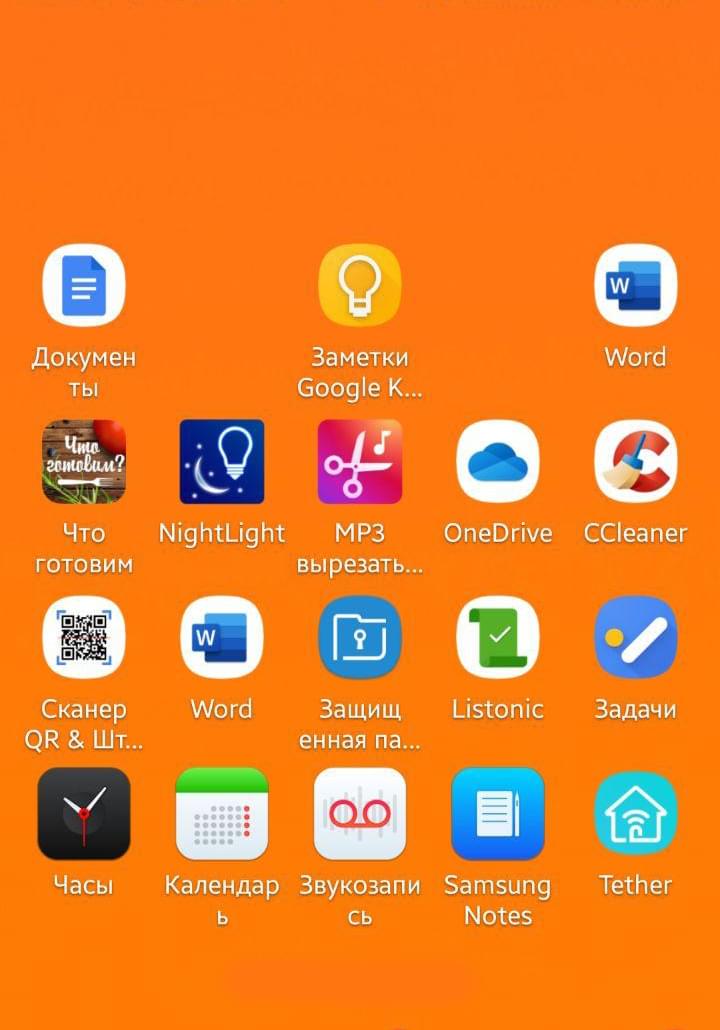 W
Докумен
ты
Заметки
Google K...
Word
Что
готовим?
Что
готовим
NightLight
MP3
вырезать...
OneDrive
CCleaner
W
Сканер
QR & Шт...
Word
Защищ
енная па...
Listonic
Задачи
Часы
Календар
ь
Звукозапи
сь
Samsung
Notes
Tether